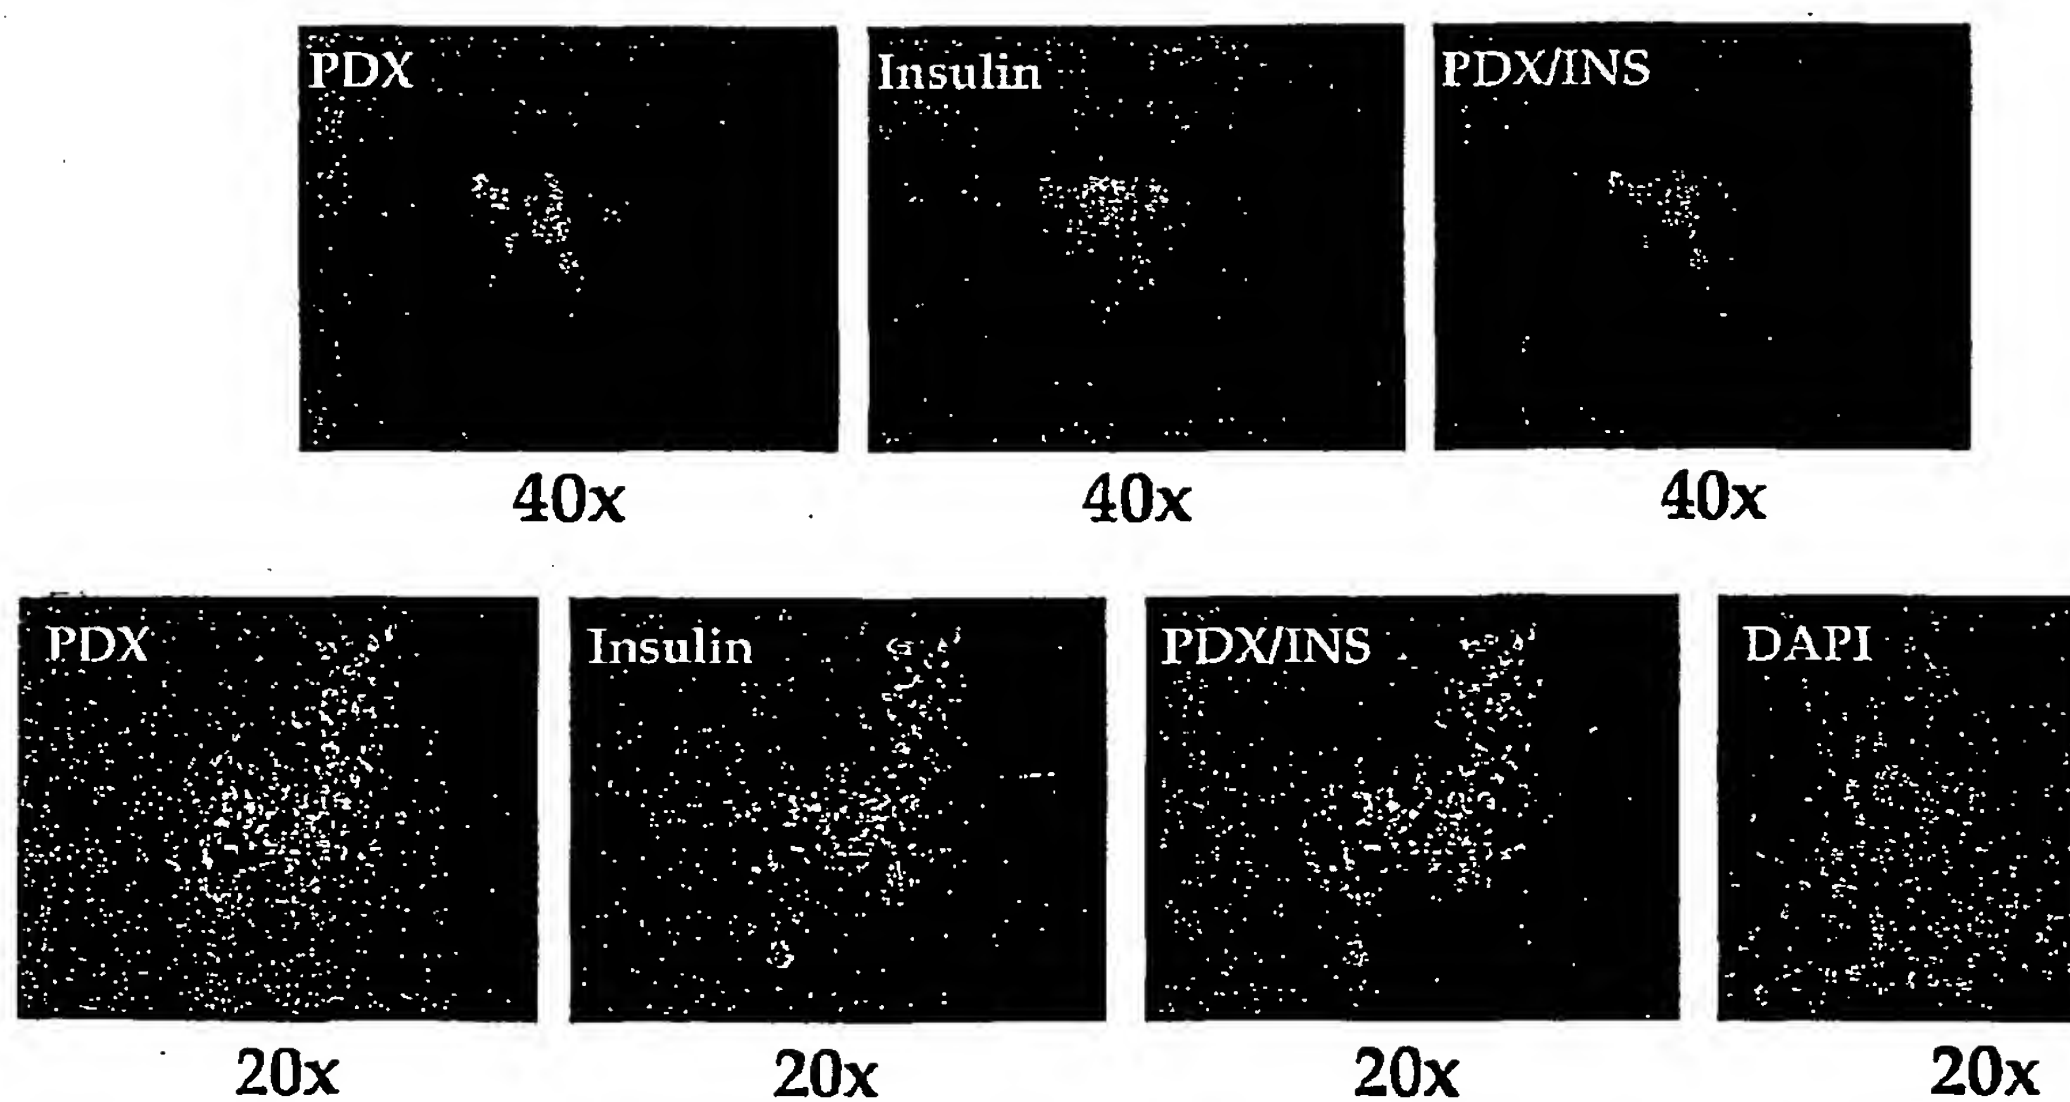 PDX Insulin PDX/INS
40x 40x 40x
PDX Insulin PDX/INS DAPI
20x 20x 20x 20x